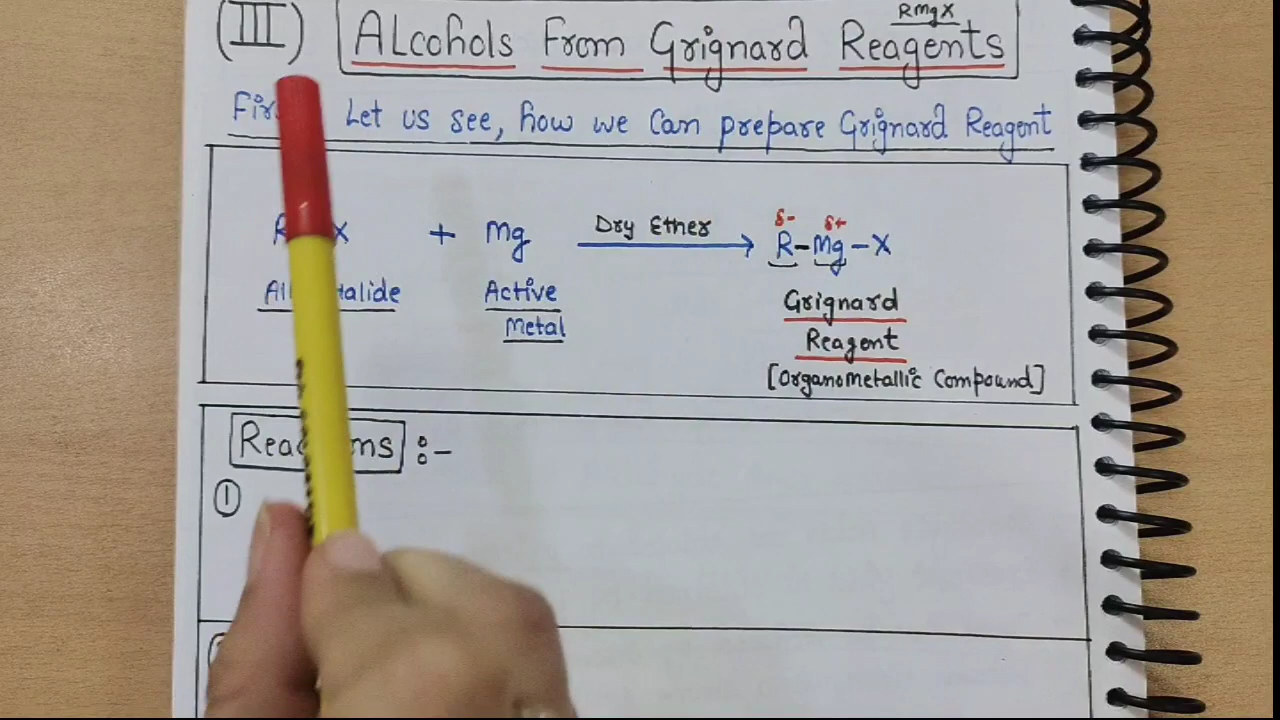 (III) Alcohols From Grignard Reagents
RMgX
Let us see, how we can prepare Grignard Reagent
X + Mg Dry Ether → R-Mg-X
δ- δ+
Active
Metal
Grignard
Reagent
[Organometallic Compound]
:-
①